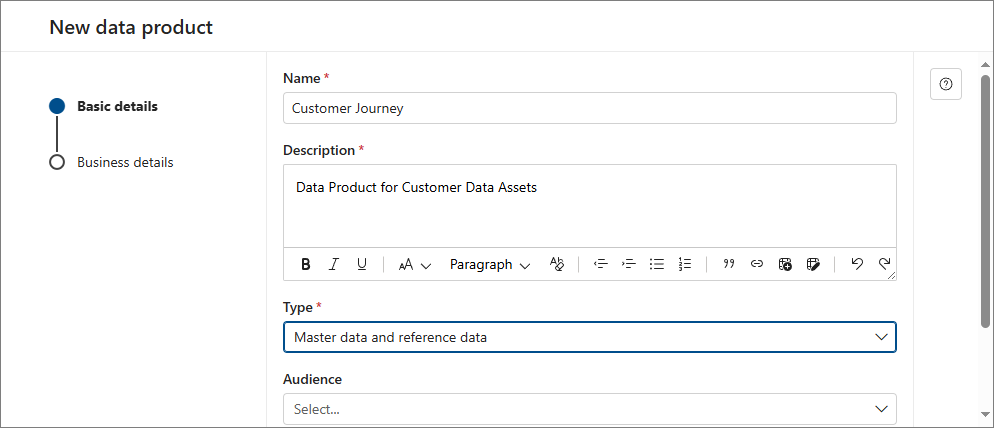 New data product
Basic details
Business details
Name *
Customer Journey
Description *
Data Product for Customer Data Assets
B I U AA Paragraph Ab
Type *
Master data and reference data
Audience
Select...